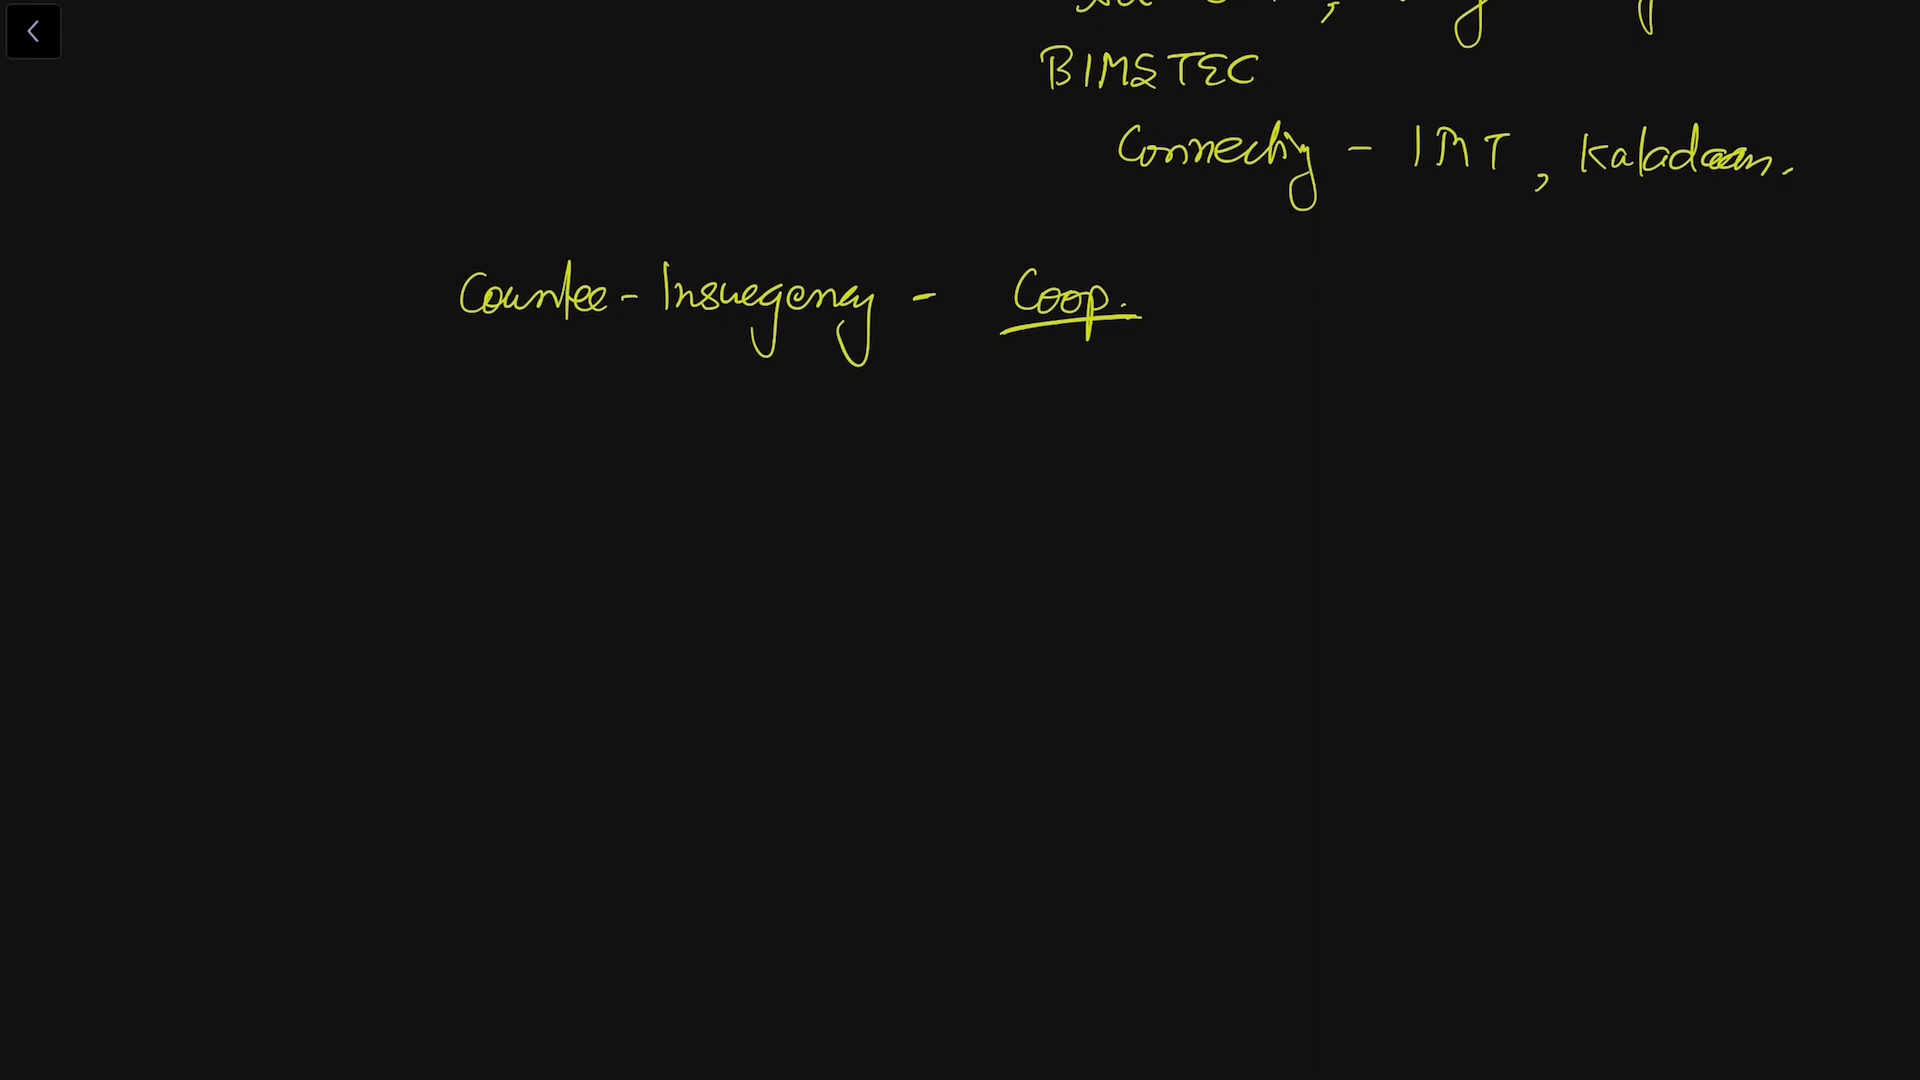 BIMSTEC
Connectivity - IMT, Kaladan.
Counter - Insurgency - Coop.